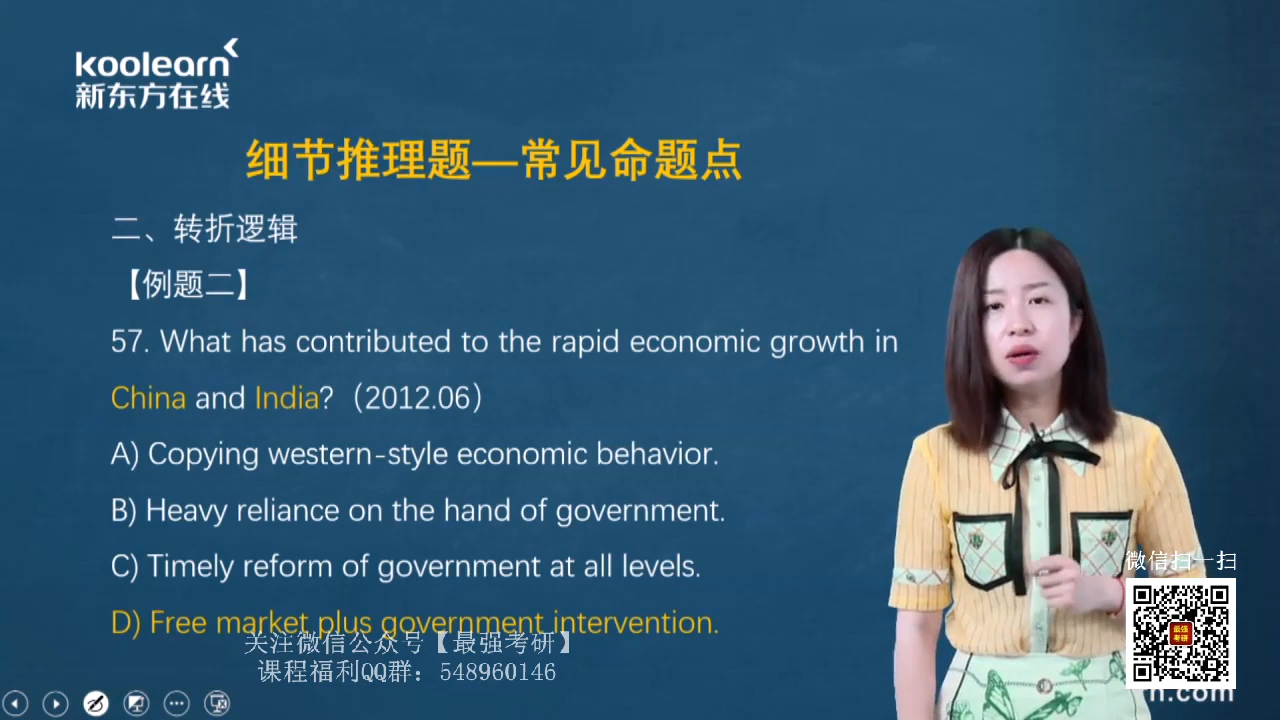 koolearn
新东方在线
细节推理题—常见命题点
二、转折逻辑
【例题二】
57. What has contributed to the rapid economic growth in
China and India?（2012.06）
A) Copying western-style economic behavior.
B) Heavy reliance on the hand of government.
C) Timely reform of government at all levels.
D) Free market plus government intervention.
关注微信公众号【最强考研】
课程福利QQ群：548960146
微信扫一扫
最强
考研
n.com